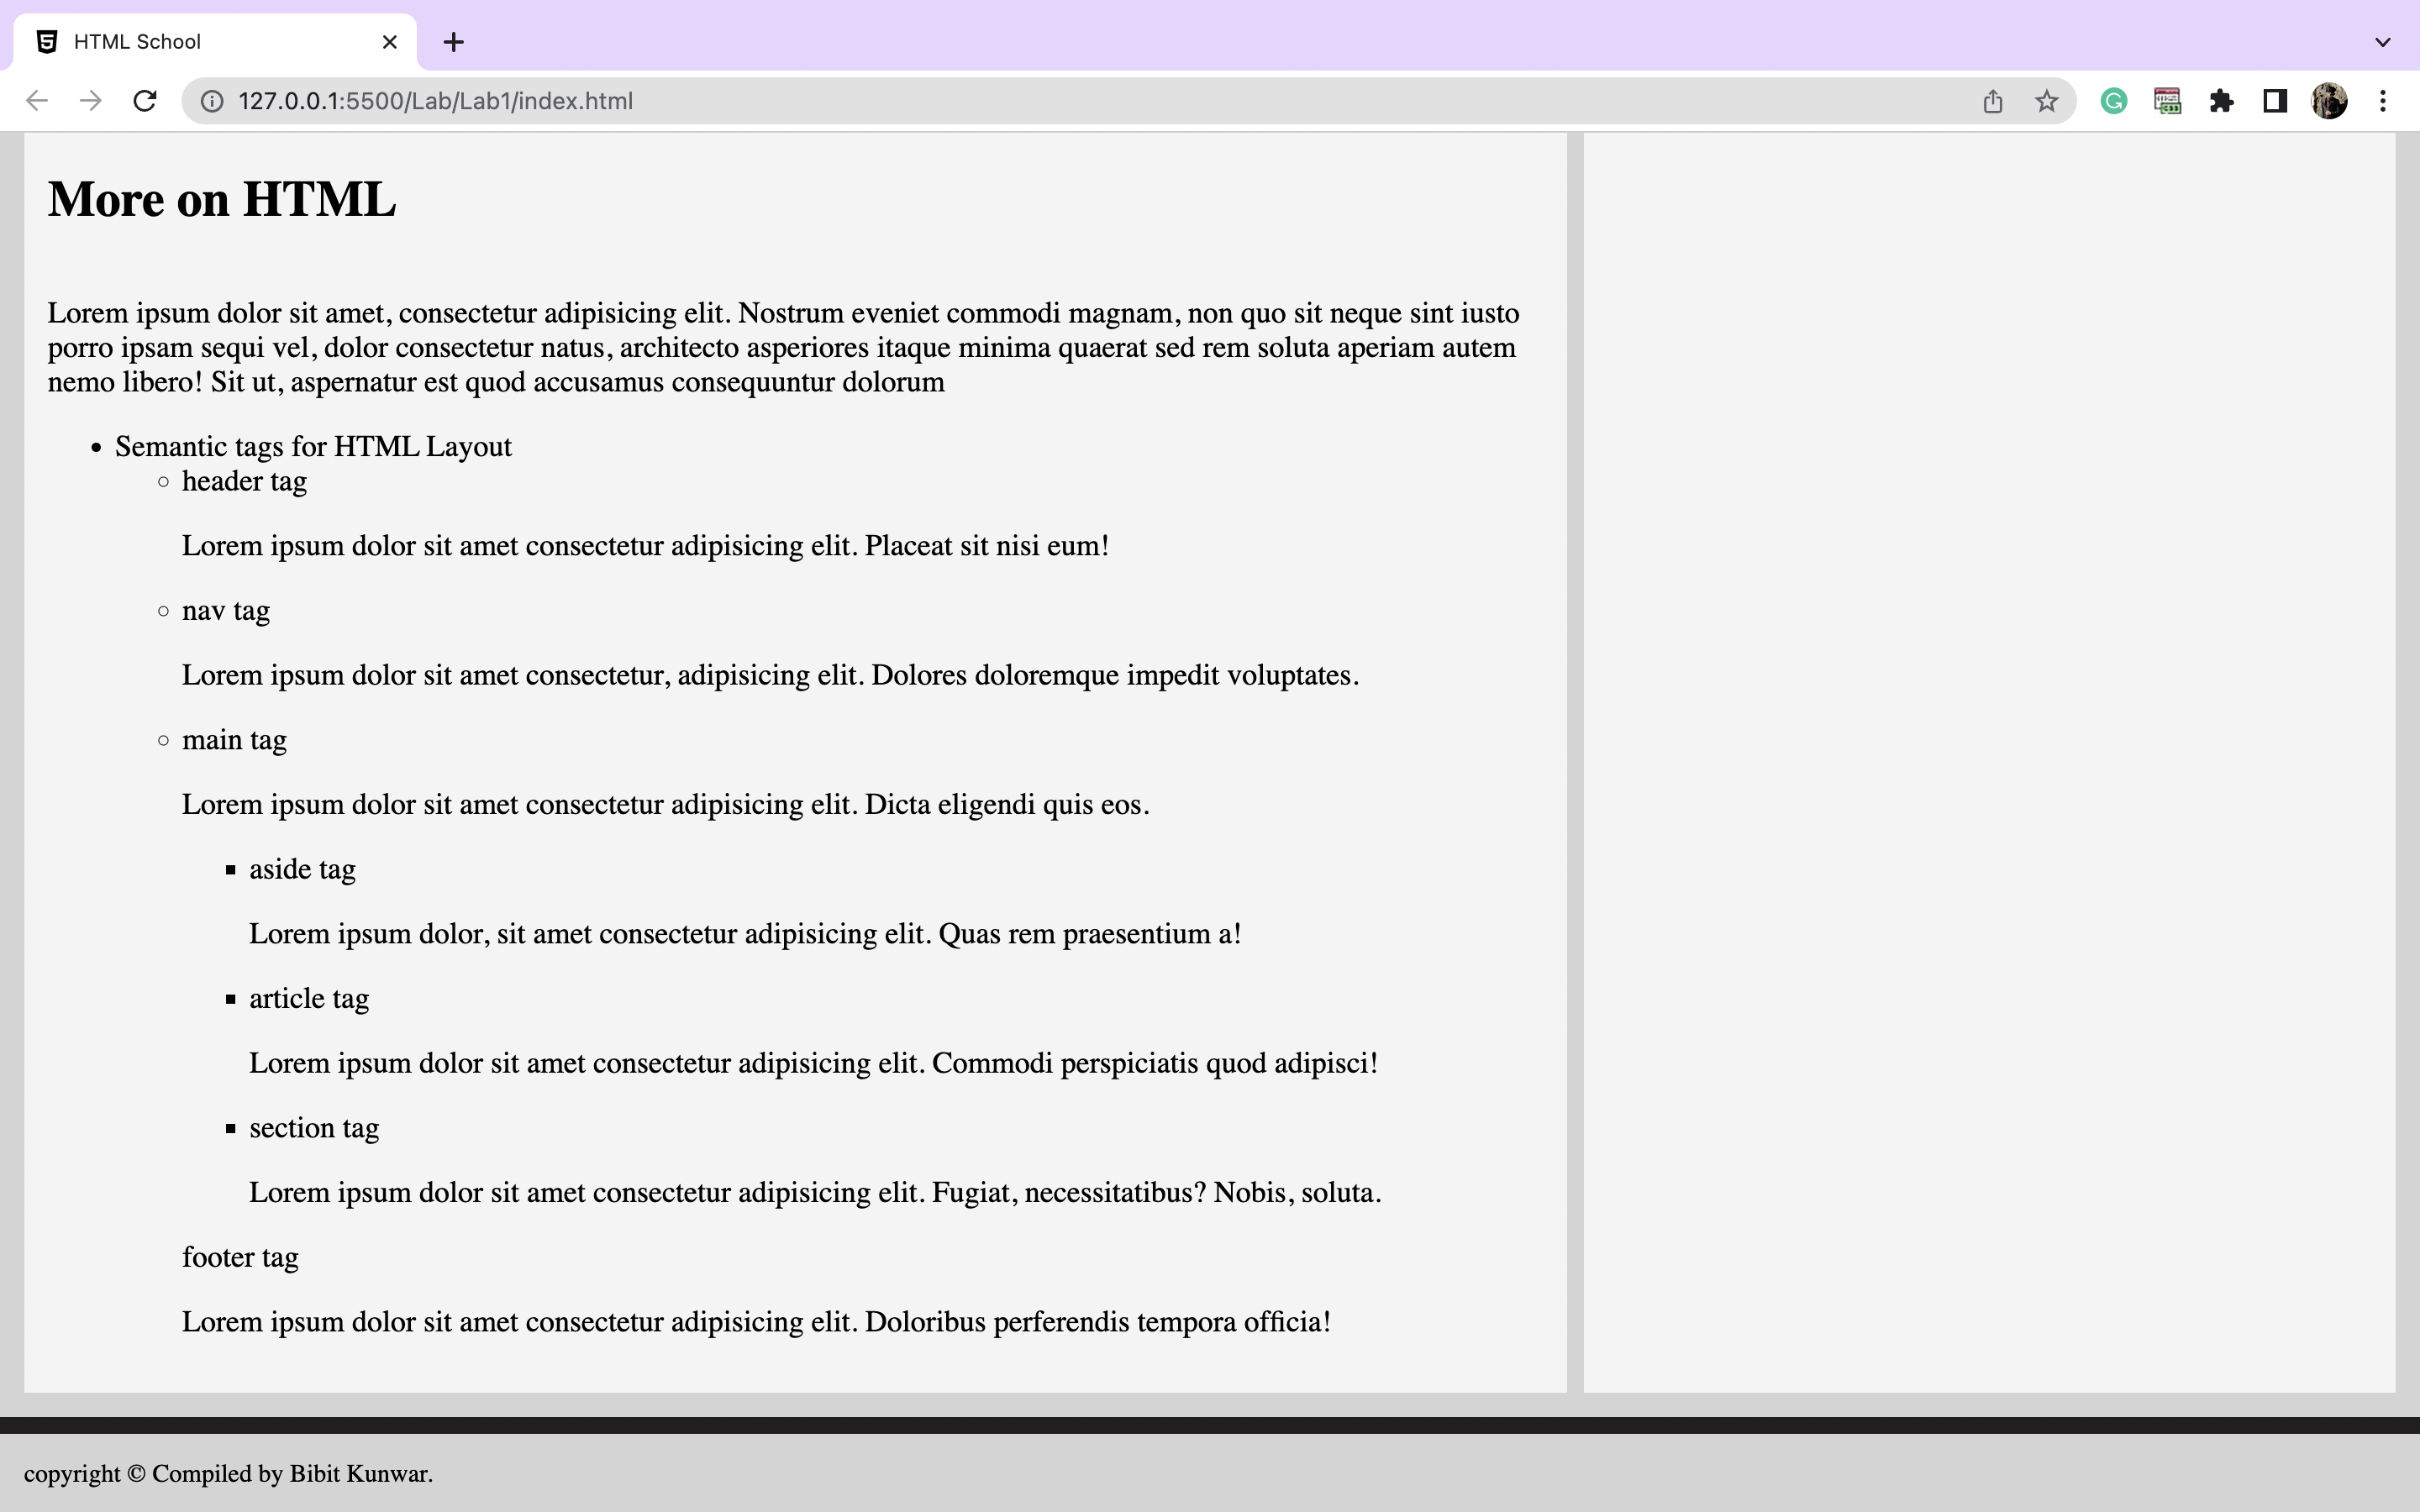 HTML School
127.0.0.1:5500/Lab/Lab1/index.html
More on HTML
Lorem ipsum dolor sit amet, consectetur adipisicing elit. Nostrum eveniet commodi magnam, non quo sit neque sint iusto
porro ipsam sequi vel, dolor consectetur natus, architecto asperiores itaque minima quaerat sed rem soluta aperiam autem
nemo libero! Sit ut, aspernatur est quod accusamus consequuntur dolorum
Semantic tags for HTML Layout
header tag
Lorem ipsum dolor sit amet consectetur adipisicing elit. Placeat sit nisi eum!
nav tag
Lorem ipsum dolor sit amet consectetur, adipisicing elit. Dolores doloremque impedit voluptates.
main tag
Lorem ipsum dolor sit amet consectetur adipisicing elit. Dicta eligendi quis eos.
aside tag
Lorem ipsum dolor, sit amet consectetur adipisicing elit. Quas rem praesentium a!
article tag
Lorem ipsum dolor sit amet consectetur adipisicing elit. Commodi perspiciatis quod adipisci!
section tag
Lorem ipsum dolor sit amet consectetur adipisicing elit. Fugiat, necessitatibus? Nobis, soluta.
footer tag
Lorem ipsum dolor sit amet consectetur adipisicing elit. Doloribus perferendis tempora officia!
copyright © Compiled by Bibit Kunwar.